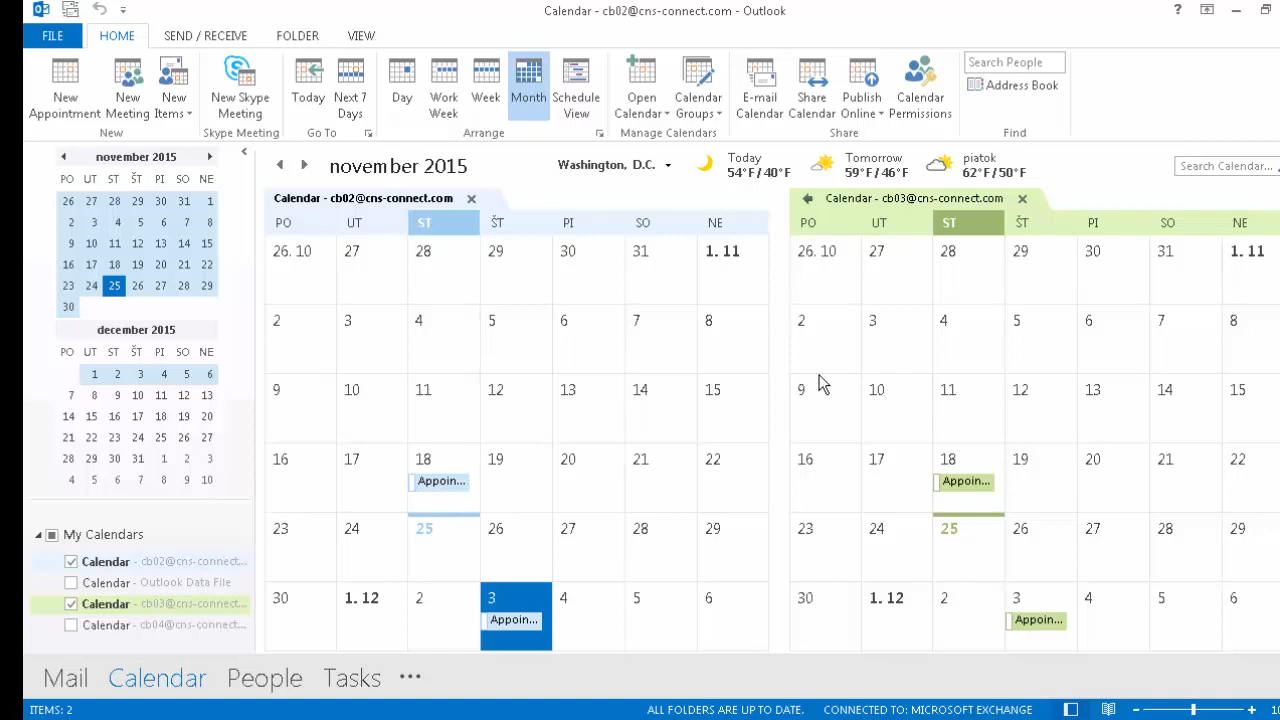 Calendar - cb02@cns-connect.com - Outlook
FILE HOME SEND / RECEIVE FOLDER VIEW
New Appointment
New Meeting
New Items
New Skype Meeting
Today
Next 7 Days
Day
Work Week
Week
Month
Schedule View
Open Calendar
Calendar Groups
E-mail Calendar
Share Calendar
Publish Online
Calendar Permissions
Search People
Address Book
New
Skype Meeting
Go To
Arrange
Manage Calendars
Share
Find
november 2015
PO UT ST ŠT PI SO NE
26 27 28 29 30 31 1
2 3 4 5 6 7 8
9 10 11 12 13 14 15
16 17 18 19 20 21 22
23 24 25 26 27 28 29
30
december 2015
PO UT ST ŠT PI SO NE
1 2 3 4 5 6
7 8 9 10 11 12 13
14 15 16 17 18 19 20
21 22 23 24 25 26 27
28 29 30 31 1 2 3
4 5 6 7 8 9 10
My Calendars
Calendar - cb02@cns-connect...
Calendar - Outlook Data File
Calendar - cb03@cns-connect...
Calendar - cb04@cns-connect...
november 2015
Washington, D.C.
Today
54°F/40°F
Tomorrow
59°F/46°F
piatok
62°F/50°F
Search Calendar...
Calendar - cb02@cns-connect.com
PO UT ST ŠT PI SO NE
26. 10 27 28 29 30 31 1. 11
2 3 4 5 6 7 8
9 10 11 12 13 14 15
16 17 18 19 20 21 22
Appoin...
23 24 25 26 27 28 29
30 1. 12 2 3 4 5 6
Appoin...
Calendar - cb03@cns-connect.com
PO UT ST ŠT PI SO NE
26. 10 27 28 29 30 31 1. 11
2 3 4 5 6 7 8
9 10 11 12 13 14 15
16 17 18 19 20 21 22
Appoin...
23 24 25 26 27 28 29
30 1. 12 2 3 4 5 6
Appoin...
Mail Calendar People Tasks •••
ITEMS: 2
ALL FOLDERS ARE UP TO DATE.
CONNECTED TO: MICROSOFT EXCHANGE